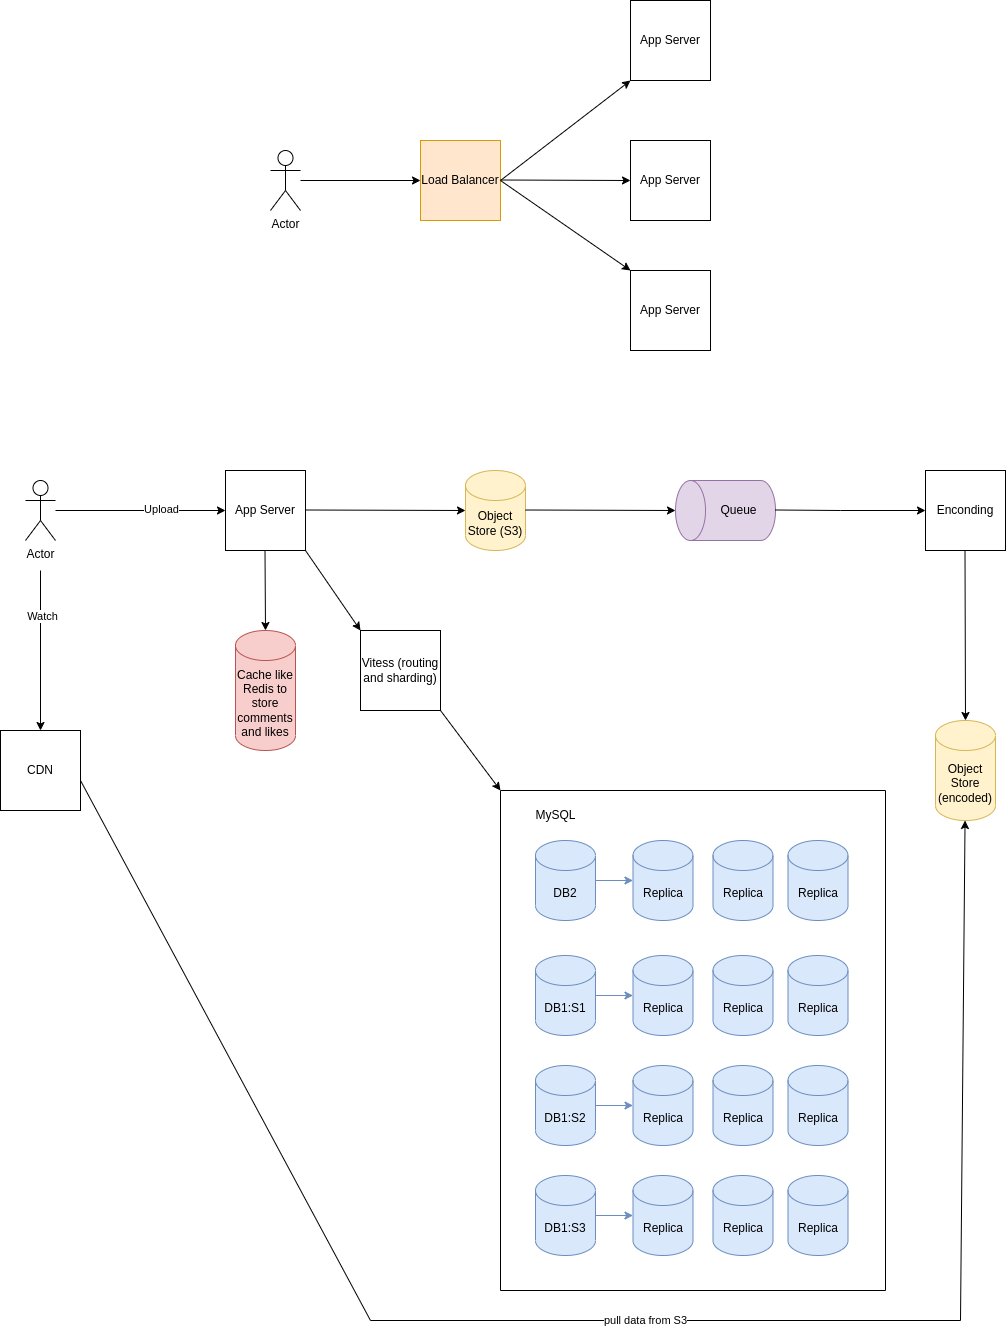 App Server
Load Balancer
App Server
Actor
App Server
Upload
App Server
Object
Store (S3)
Queue
Enconding
Actor
Watch
Cache like
Redis to
store
comments
and likes
Vitess (routing
and sharding)
CDN
Object
Store
(encoded)
MySQL
DB2
Replica
Replica
Replica
DB1:S1
Replica
Replica
Replica
DB1:S2
Replica
Replica
Replica
DB1:S3
Replica
Replica
Replica
pull data from S3